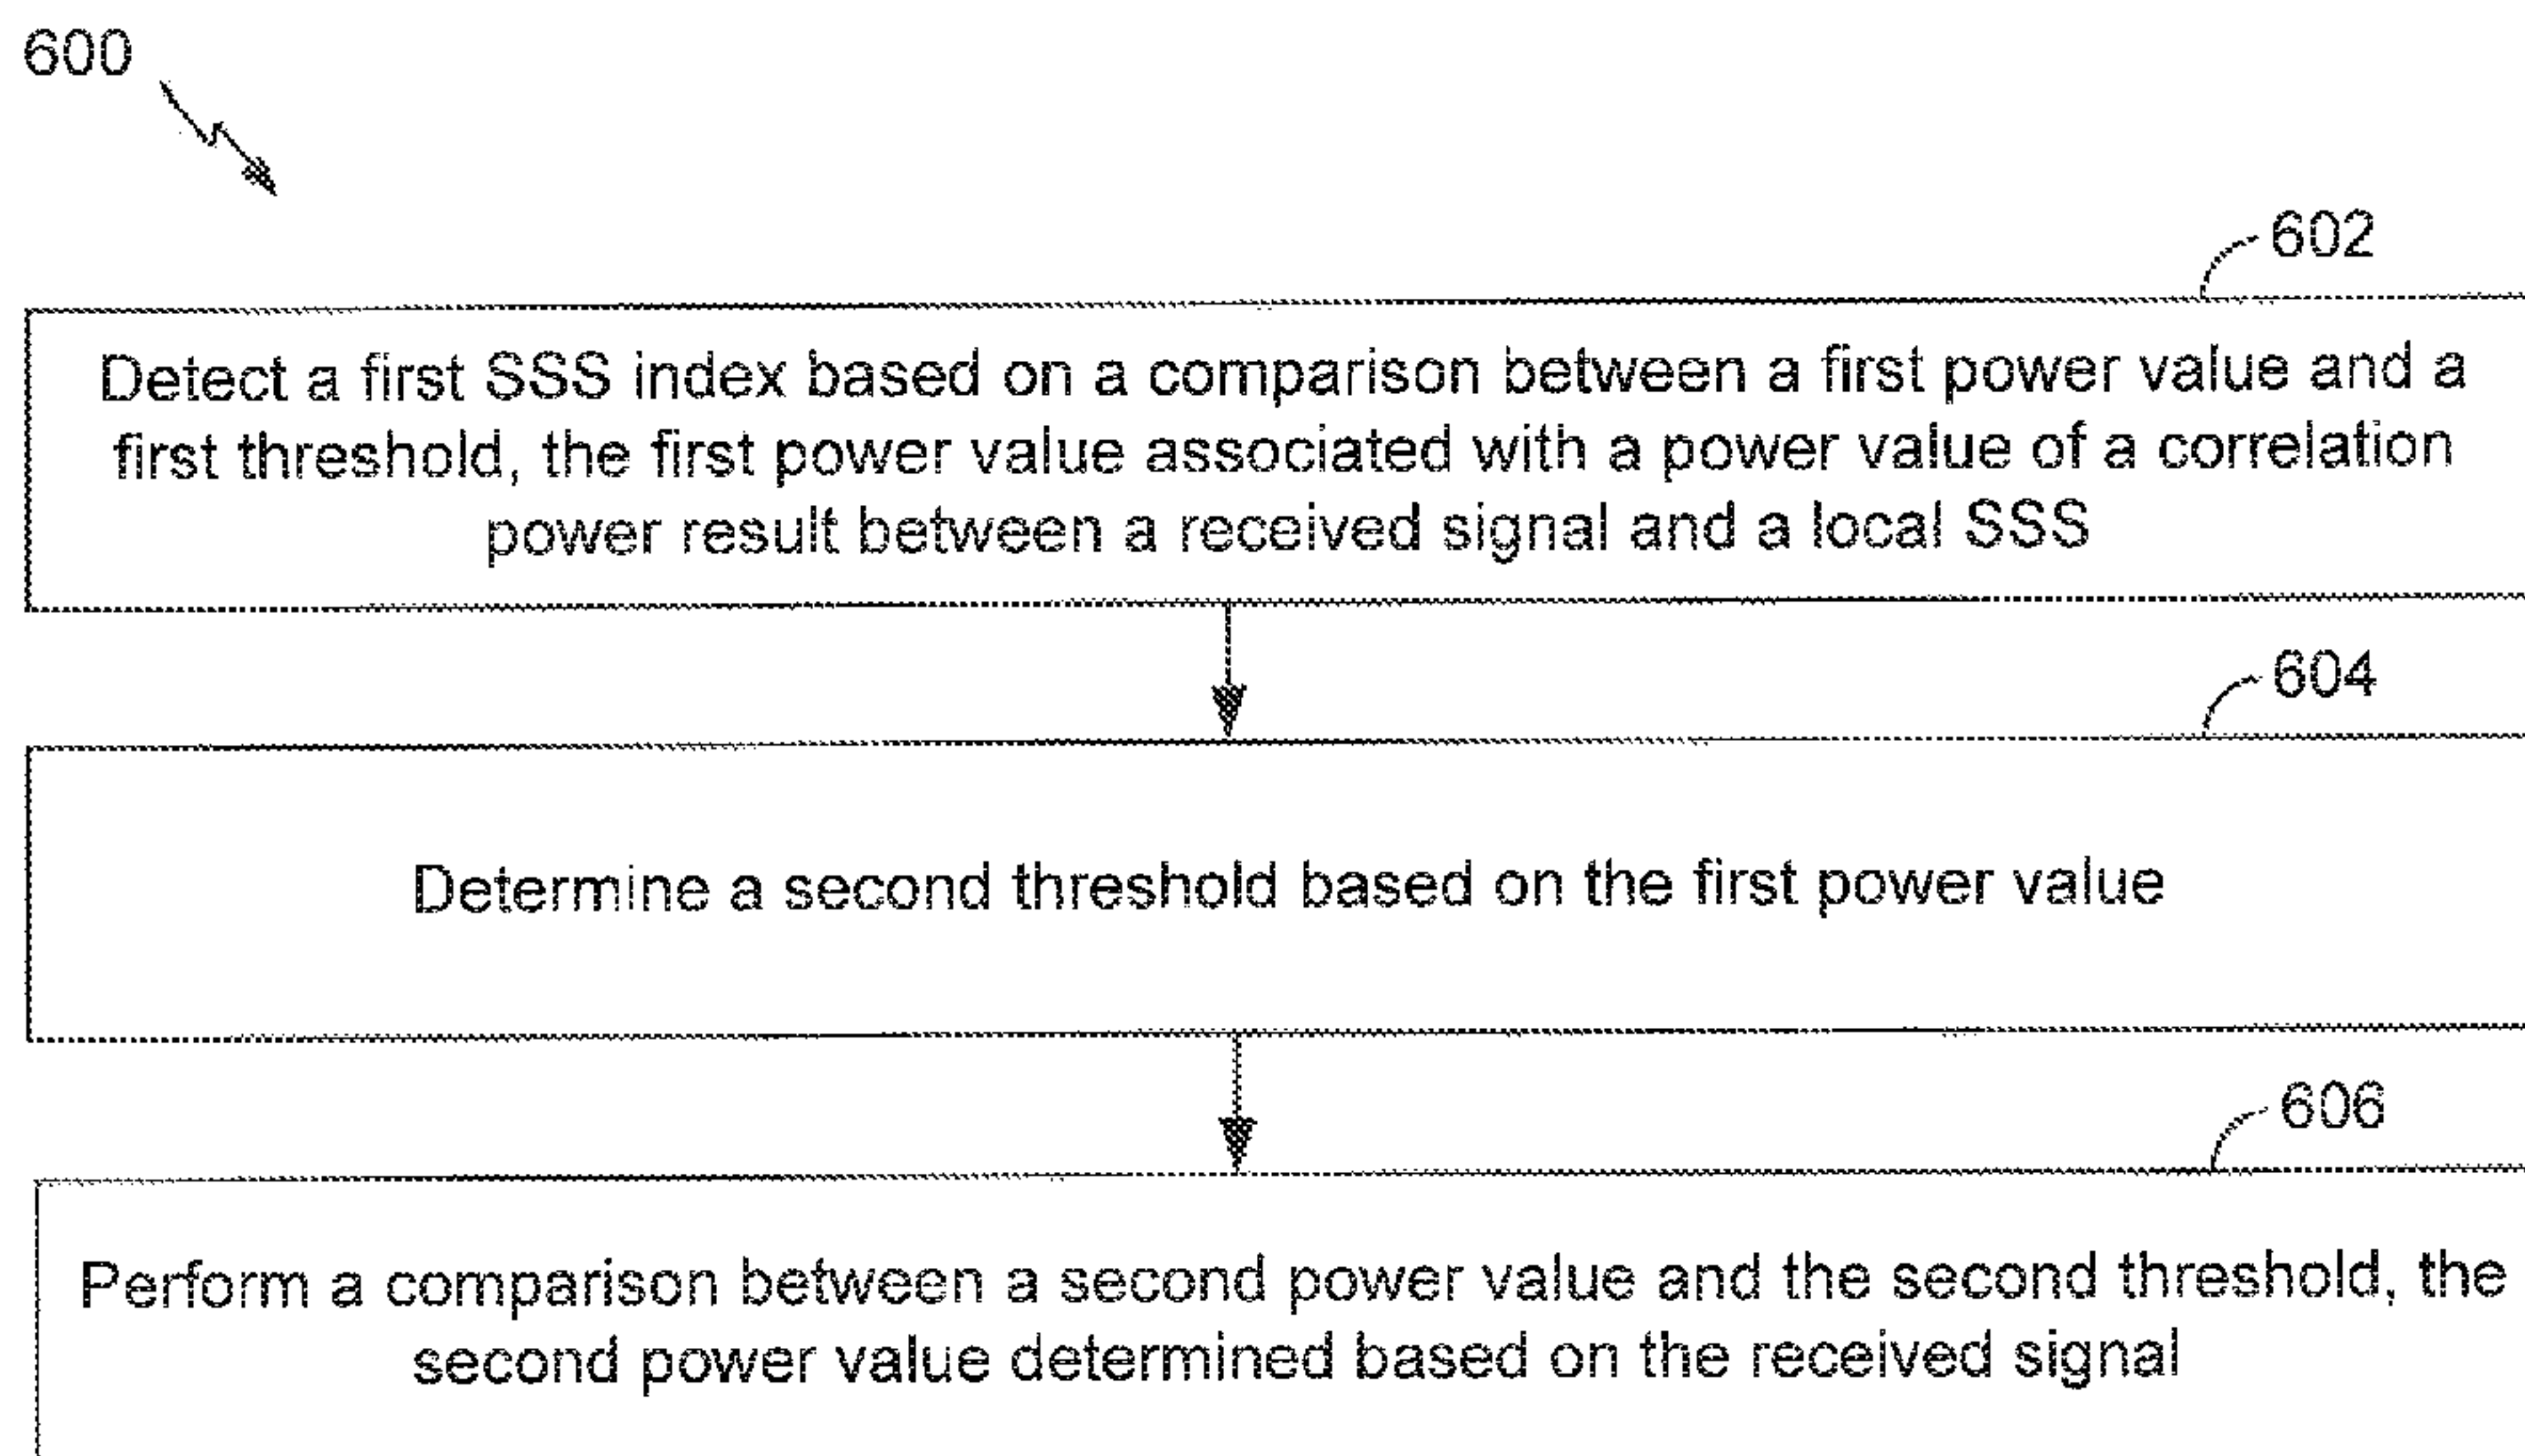 600
602
Detect a first SSS index based on a comparison between a first power value and a
first threshold, the first power value associated with a power value of a correlation
power result between a received signal and a local SSS
604
Determine a second threshold based on the first power value
606
Perform a comparison between a second power value and the second threshold, the
second power value determined based on the received signal